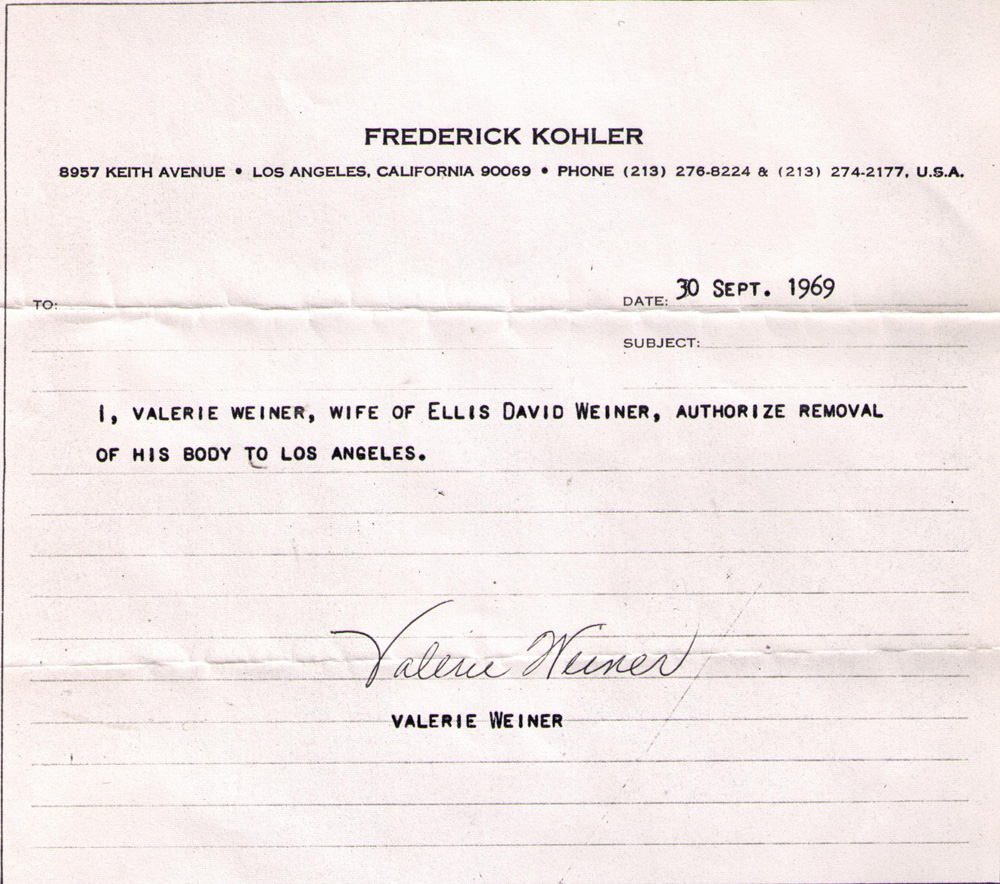 FREDERICK KOHLER
8957 KEITH AVENUE • LOS ANGELES, CALIFORNIA 90069 • PHONE (213) 276-8224 & (213) 274-2177, U.S.A.
TO:
DATE: 30 SEPT. 1969
SUBJECT:
I, VALERIE WEINER, WIFE OF ELLIS DAVID WEINER, AUTHORIZE REMOVAL
OF HIS BODY TO LOS ANGELES.
Valerie Weiner
VALERIE WEINER